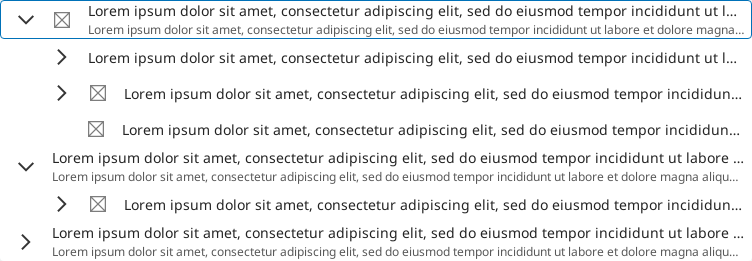 Lorem ipsum dolor sit amet, consectetur adipiscing elit, sed do eiusmod tempor incididunt ut l...
Lorem ipsum dolor sit amet, consectetur adipiscing elit, sed do eiusmod tempor incididunt ut labore et dolore magna...
Lorem ipsum dolor sit amet, consectetur adipiscing elit, sed do eiusmod tempor incididunt ut l...
Lorem ipsum dolor sit amet, consectetur adipiscing elit, sed do eiusmod tempor incididun...
Lorem ipsum dolor sit amet, consectetur adipiscing elit, sed do eiusmod tempor incididun...
Lorem ipsum dolor sit amet, consectetur adipiscing elit, sed do eiusmod tempor incididunt ut labore ...
Lorem ipsum dolor sit amet, consectetur adipiscing elit, sed do eiusmod tempor incididunt ut labore et dolore magna aliqu...
Lorem ipsum dolor sit amet, consectetur adipiscing elit, sed do eiusmod tempor incididun...
Lorem ipsum dolor sit amet, consectetur adipiscing elit, sed do eiusmod tempor incididunt ut labore ...
Lorem ipsum dolor sit amet, consectetur adipiscing elit, sed do eiusmod tempor incididunt ut labore et dolore magna aliqu...